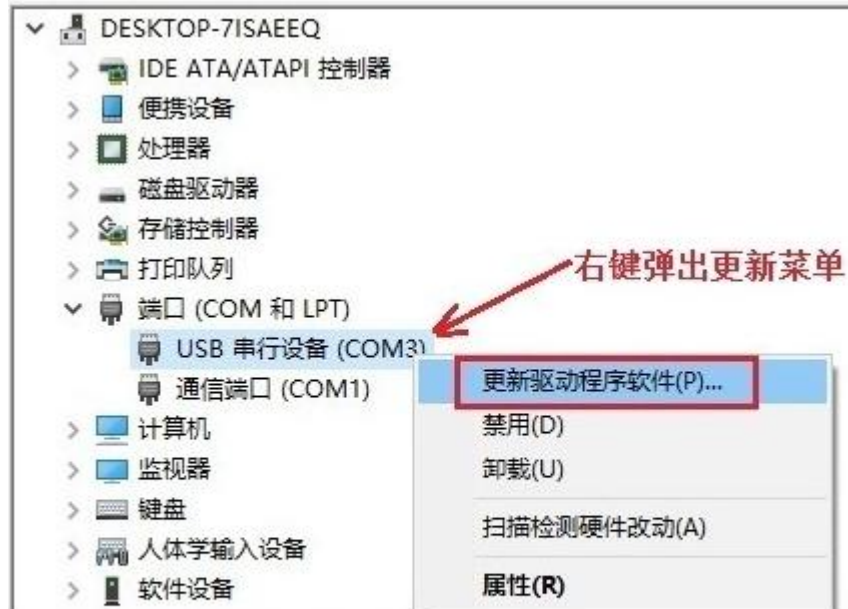 DESKTOP-7ISAEEQ
IDE ATA/ATAPI 控制器
便携设备
处理器
磁盘驱动器
存储控制器
打印队列
右键弹出更新菜单
端口 (COM 和 LPT)
USB 串行设备 (COM3)
通信端口 (COM1)
计算机
监视器
键盘
人体学输入设备
软件设备
更新驱动程序软件(P)...
禁用(D)
卸载(U)
扫描检测硬件改动(A)
属性(R)